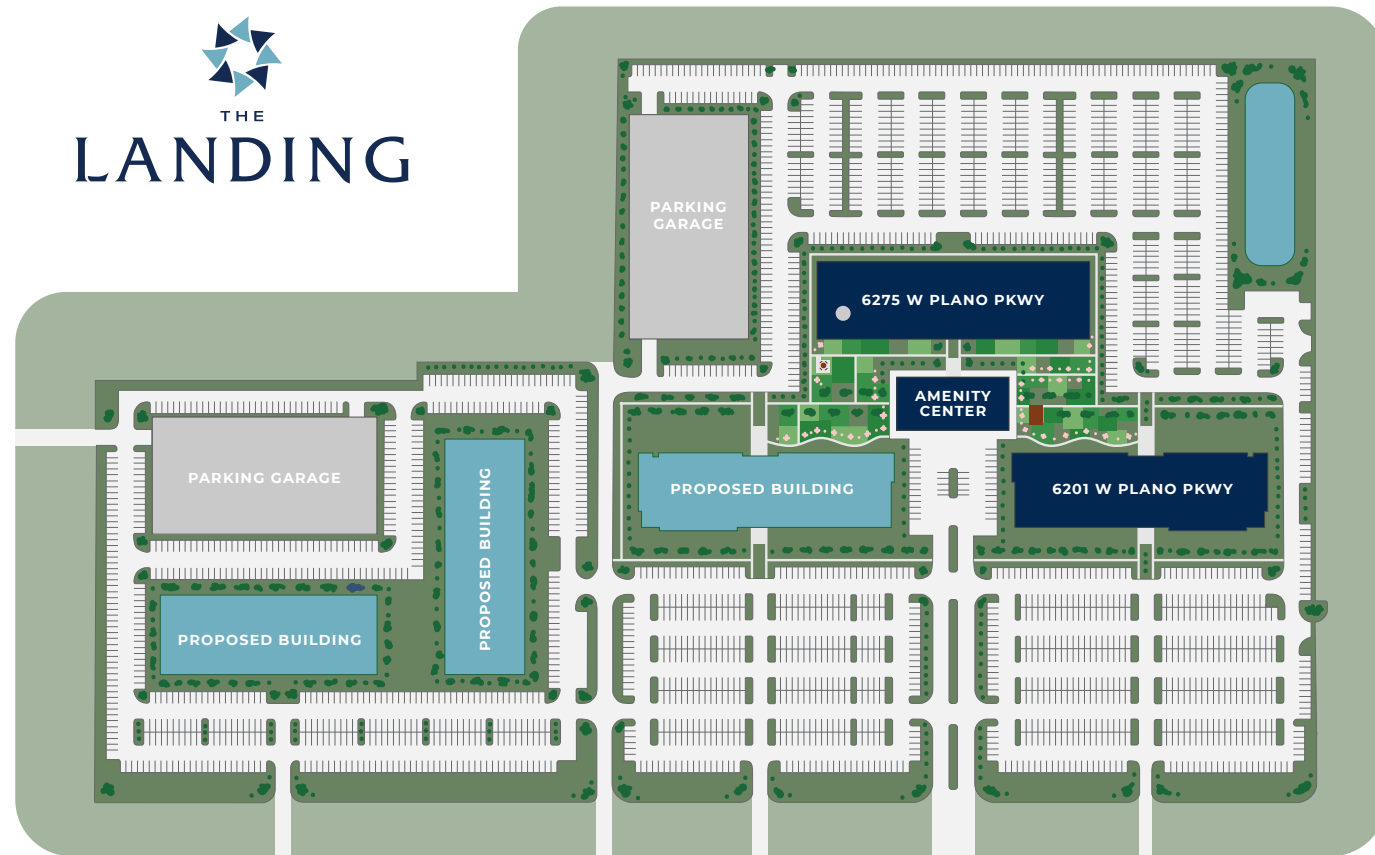 THE
LANDING
PARKING
GARAGE
6275 W PLANO PKWY
AMENITY
CENTER
PARKING GARAGE
PROPOSED BUILDING
PROPOSED BUILDING
6201 W PLANO PKWY
PROPOSED BUILDING